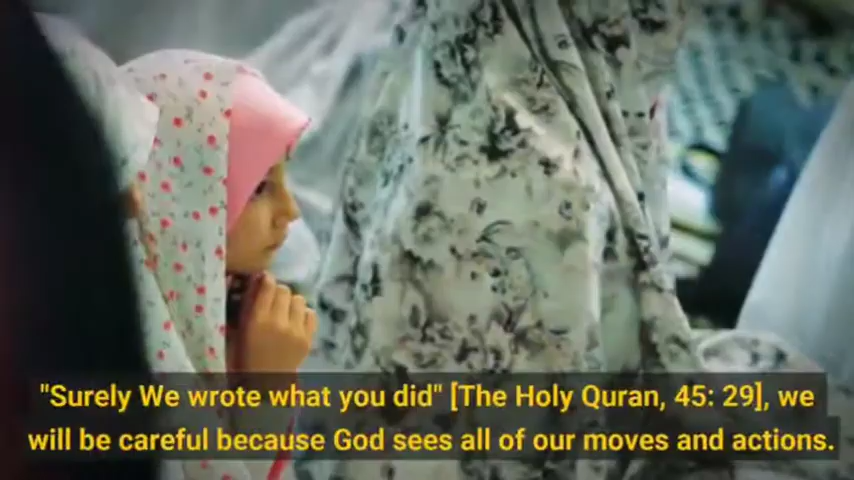 "Surely We wrote what you did" [The Holy Quran, 45: 29], we
will be careful because God sees all of our moves and actions.